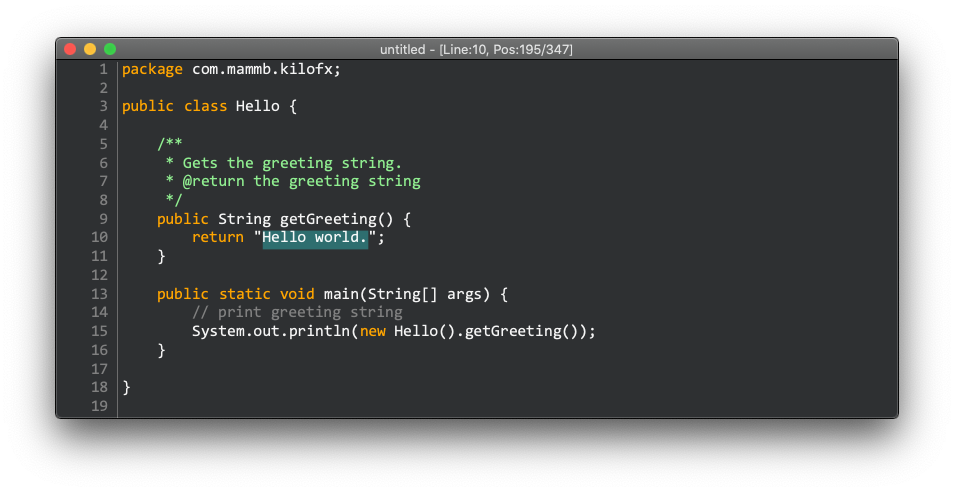 untitled - [Line:10, Pos:195/347]
1 package com.mammb.kilofx;
2
3 public class Hello {
4
5     /**
6      * Gets the greeting string.
7      * @return the greeting string
8      */
9     public String getGreeting() {
10         return "Hello world.";
11     }
12
13     public static void main(String[] args) {
14         // print greeting string
15         System.out.println(new Hello().getGreeting());
16     }
17
18 }
19